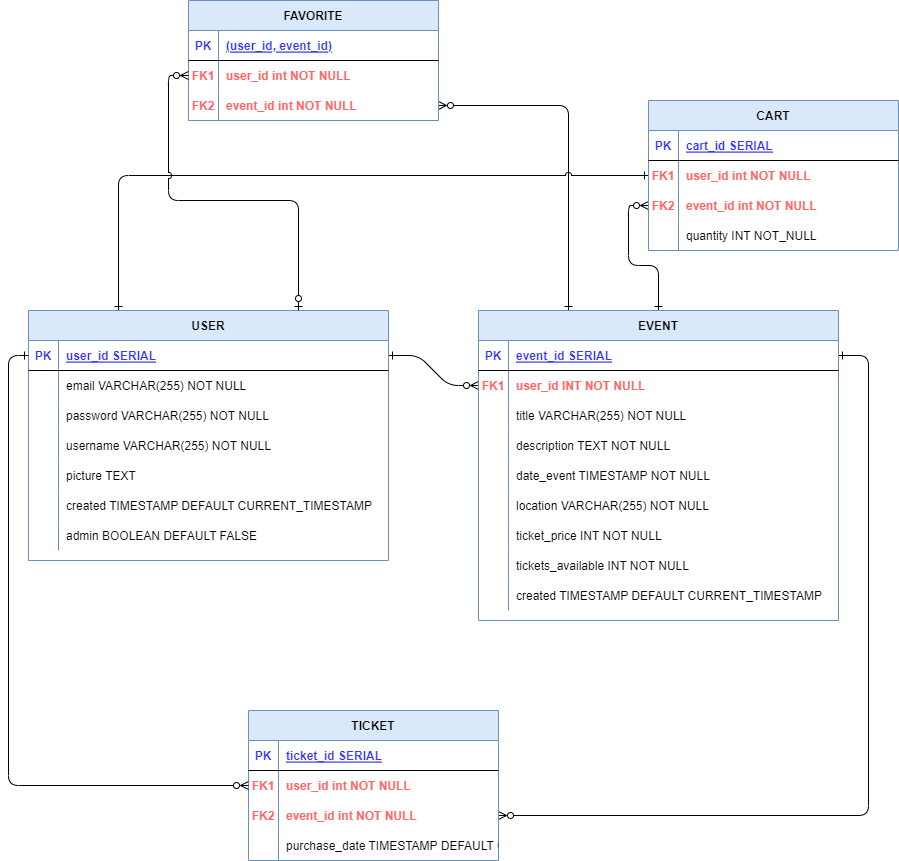 FAVORITE
PK (user_id, event_id)
FK1 user_id int NOT NULL
FK2 event_id int NOT NULL
CART
PK cart_id SERIAL
FK1 user_id int NOT NULL
FK2 event_id int NOT NULL
quantity INT NOT_NULL
USER
PK user_id SERIAL
email VARCHAR(255) NOT NULL
password VARCHAR(255) NOT NULL
username VARCHAR(255) NOT NULL
picture TEXT
created TIMESTAMP DEFAULT CURRENT_TIMESTAMP
admin BOOLEAN DEFAULT FALSE
EVENT
PK event_id SERIAL
FK1 user_id INT NOT NULL
title VARCHAR(255) NOT NULL
description TEXT NOT NULL
date_event TIMESTAMP NOT NULL
location VARCHAR(255) NOT NULL
ticket_price INT NOT NULL
tickets_available INT NOT NULL
created TIMESTAMP DEFAULT CURRENT_TIMESTAMP
TICKET
PK ticket_id SERIAL
FK1 user_id int NOT NULL
FK2 event_id int NOT NULL
purchase_date TIMESTAMP DEFAULT